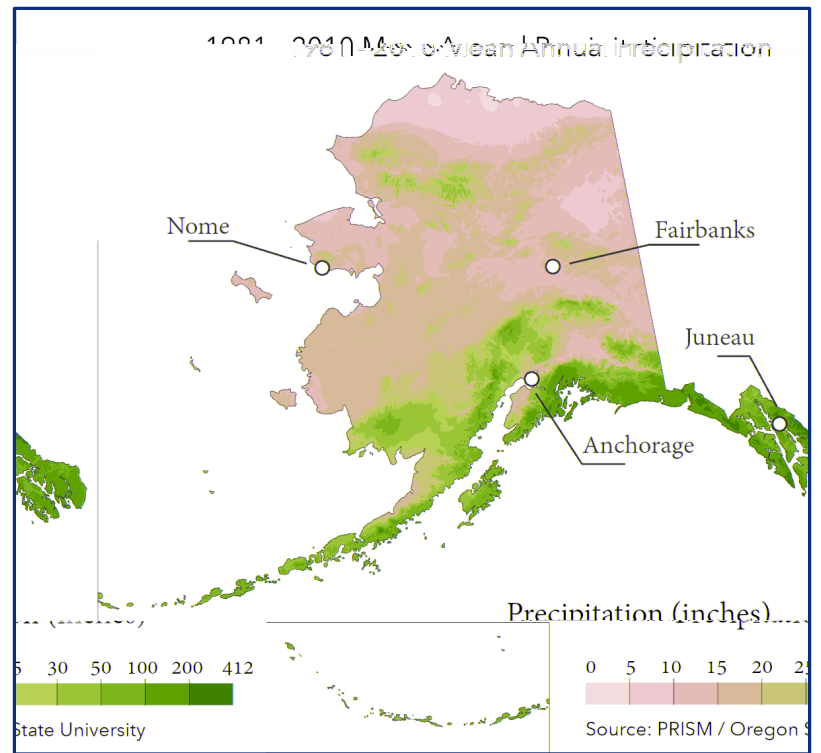 Nome
Fairbanks
Juneau
Anchorage
Precipitation (inches)
30 50 100 200 412
0 5 10 15 20
State University
Source: PRISM / Oregon